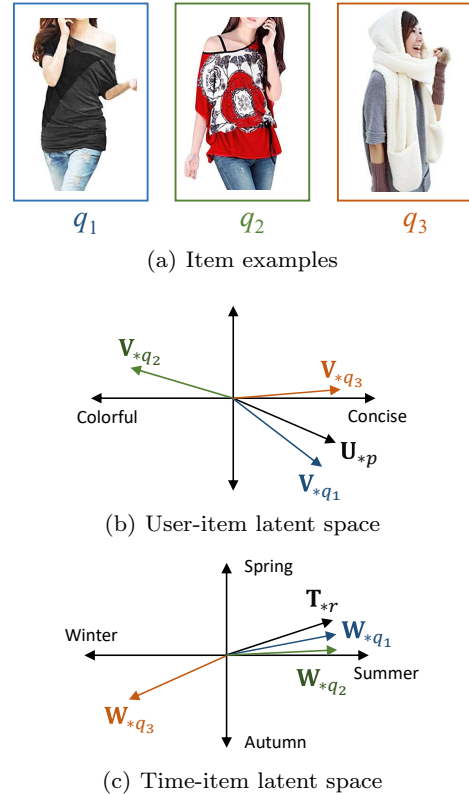 q1 q2 q3
(a) Item examples
V*q2
V*q3
Colorful Concise
U*p
V*q1
(b) User-item latent space
Spring
T*r
Winter W*q1
W*q2 Summer
W*q3
Autumn
(c) Time-item latent space